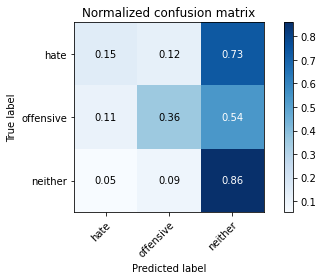 Normalized confusion matrix
hate 0.15 0.12 0.73
offensive 0.11 0.36 0.54
neither 0.05 0.09 0.86
True label
hate offensive neither
Predicted label
0.8
0.7
0.6
0.5
0.4
0.3
0.2
0.1